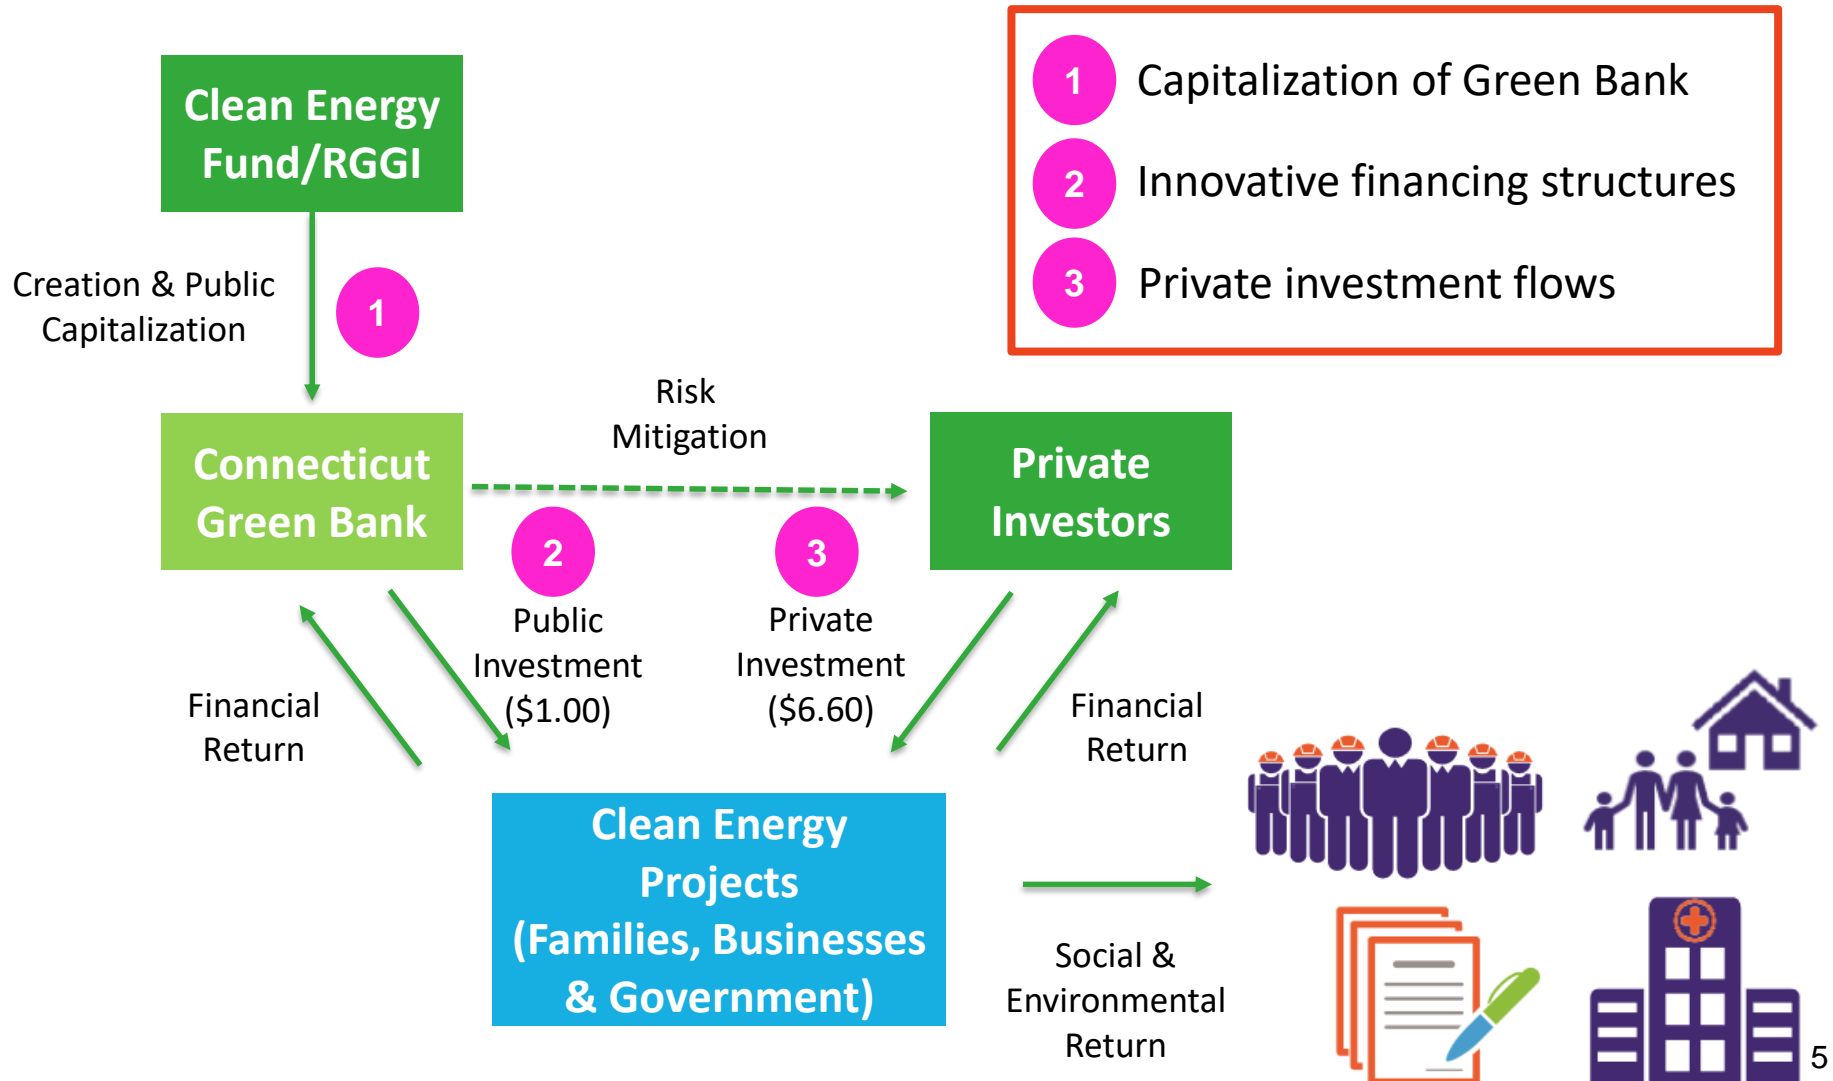 Clean Energy
Fund/RGGI
1 Capitalization of Green Bank
2 Innovative financing structures
3 Private investment flows
Creation & Public
Capitalization
1
Connecticut
Green Bank
Risk
Mitigation
Private
Investors
2
Public
Investment
($1.00)
3
Private
Investment
($6.60)
Financial
Return
Financial
Return
Clean Energy
Projects
(Families, Businesses
& Government)
Social &
Environmental
Return
5